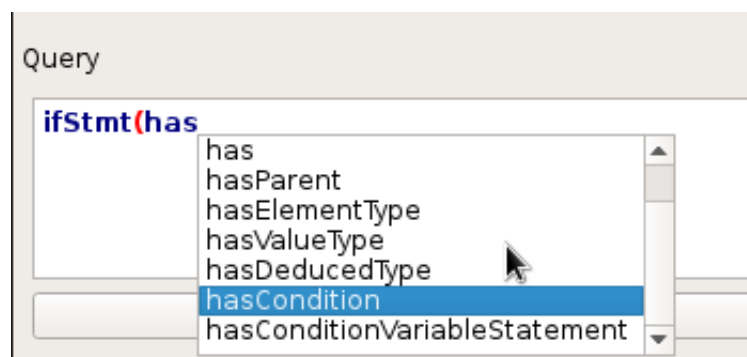 Query
ifStmt(has
has
hasParent
hasElementType
hasValueType
hasDeducedType
hasCondition
hasConditionVariableStatement